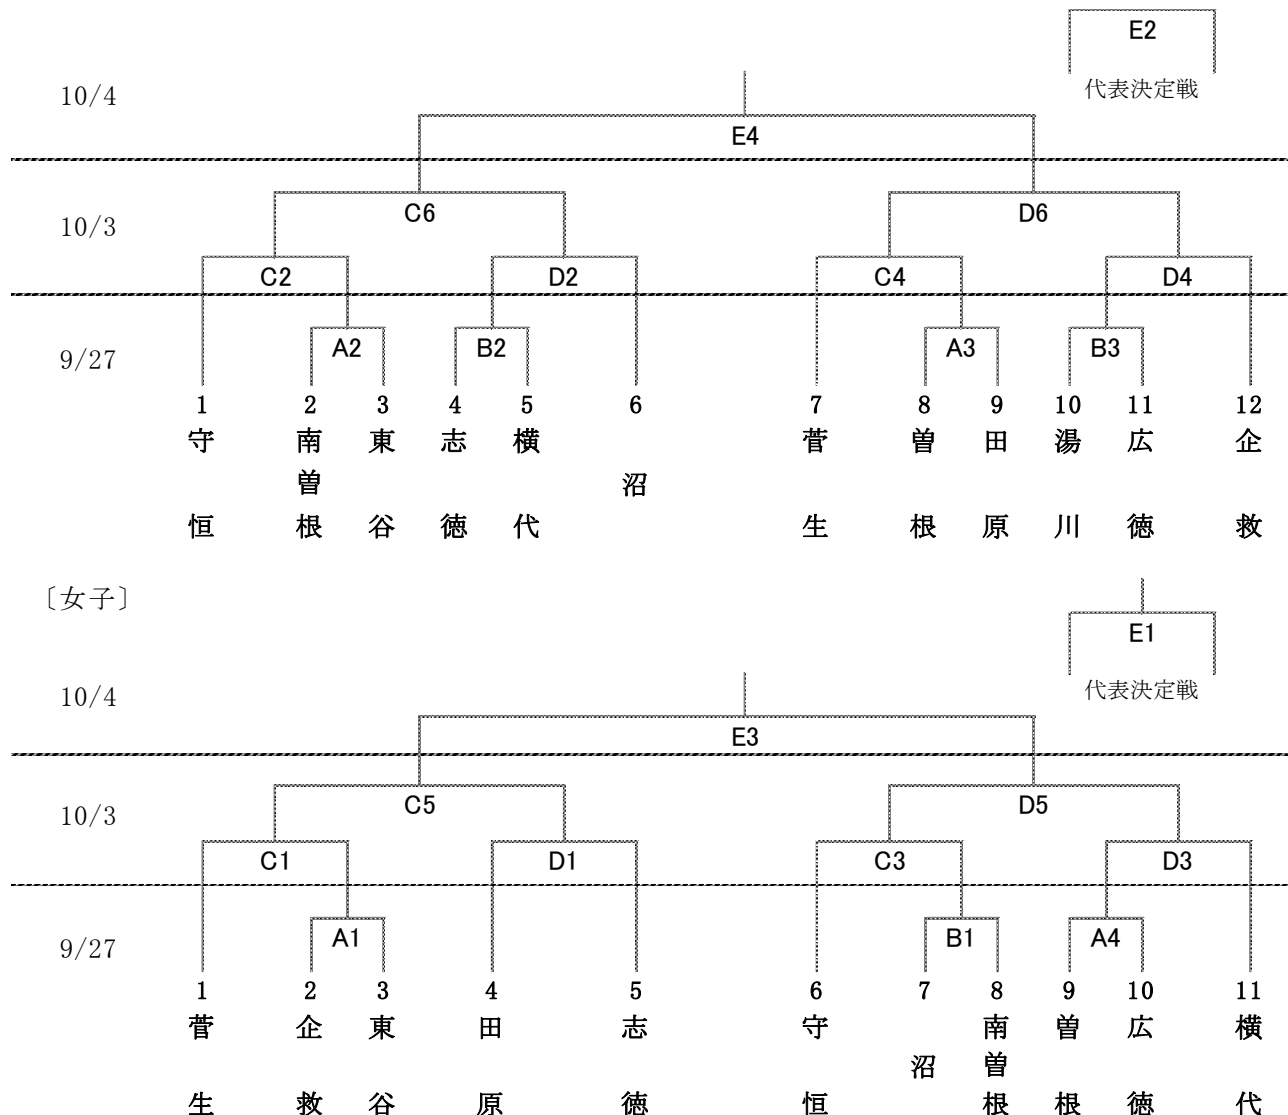 E2
代表決定戦
10/4
E4
10/3
C6 D6
C2 D2 C4 D4
9/27
A2 B2 A3 B3
1 2 3 4 5 6 7 8 9 10 11 12
守恒 南曽根 東谷 志徳 横代 沼 菅生 曽根 田原 湯川 広徳 企救
〔女子〕
E1
代表決定戦
10/4
E3
10/3
C5 D5
C1 D1 C3 D3
9/27
A1 B1 A4
1 2 3 4 5 6 7 8 9 10 11
菅生 企救 東谷 田原 志徳 守恒 沼 南曽根 曽根 広徳 横代